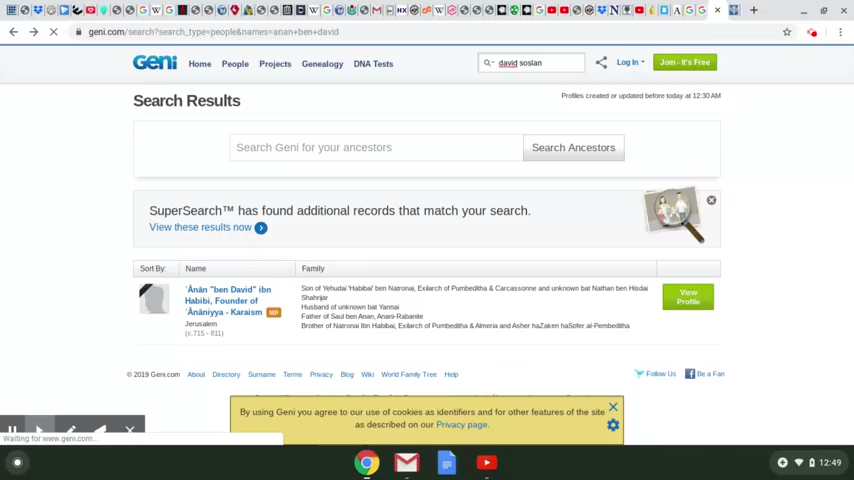 geni.com/search?search_type=people&names=anan+ben+david
Geni
Home People Projects Genealogy DNA Tests
david soslan
Log In
Join - It's Free
Search Results
Profiles created or updated before today at 12:30 AM
Search Geni for your ancestors
Search Ancestors
SuperSearch™ has found additional records that match your search.
View these results now
Sort By: Name Family
ʿĀnān "ben David" ibn
Habibi, Founder of
ʿĀnāniyya - Karaism MP
Jerusalem
(c.715 - 811)
Son of Yehudai 'Habibai' ben Natronai, Exilarch of Pumbeditha & Carcassonne and unknown bat Nathan ben Hisdai
Shahrijar
Husband of unknown bat Yannai
Father of Saul ben Anan, Anani-Rabanite
Brother of Natronai Ibn Habibai, Exilarch of Pumbeditha & Almeria and Asher haZaken haSofer al-Pembeditha
View
Profile
© 2019 Geni.com About Directory Surname Terms Privacy Blog Wiki World Family Tree Help
Follow Us Be a Fan
By using Geni you agree to our use of cookies as identifiers and for other features of the site
as described on our Privacy page.
Waiting for www.geni.com...
12:49